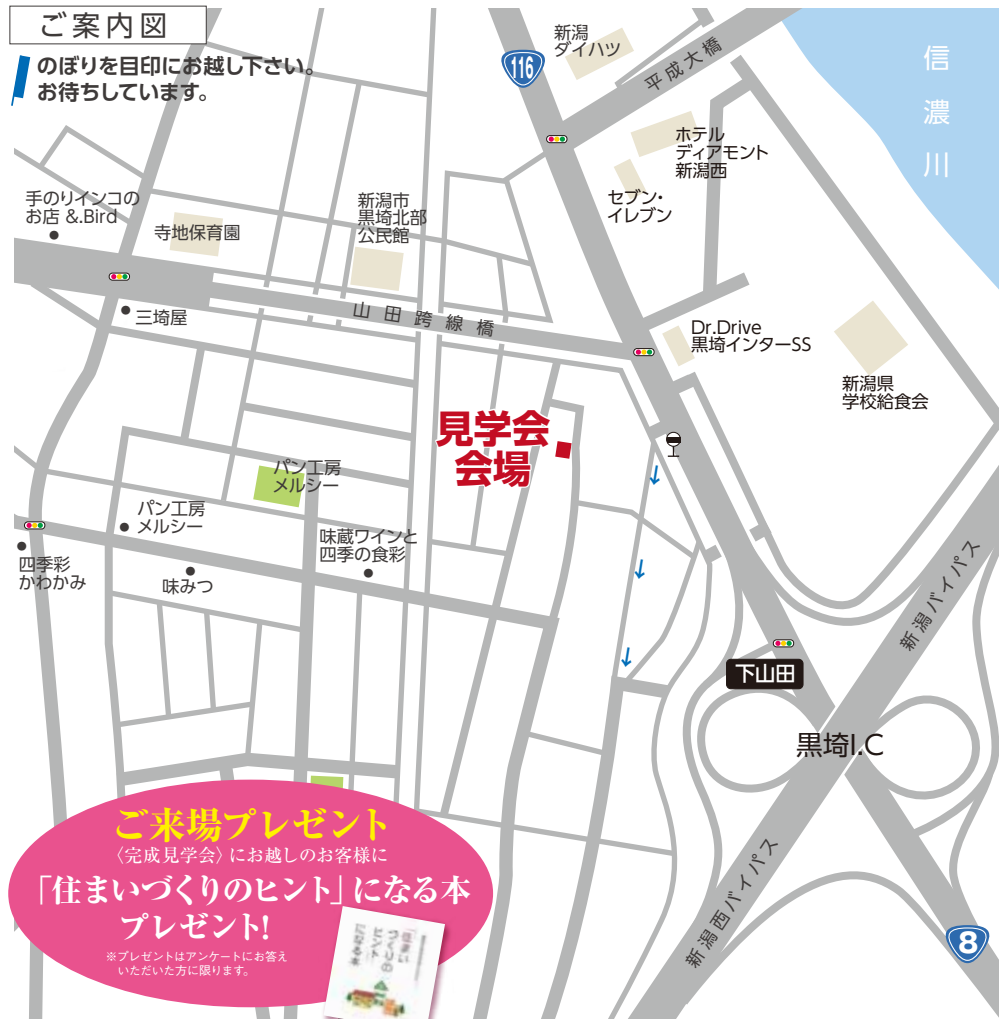 ご案内図
のぼりを目印にお越し下さい。
お待ちしています。
116
新潟
ダイハツ
平成大橋
信濃川
ホテル
ディアモント
新潟西
セブン・
イレブン
手のりインコの
お店 &.Bird
寺地保育園
新潟市
黒埼北部
公民館
三埼屋
山田跨線橋
Dr.Drive
黒埼インターSS
新潟県
学校給食会
見学会
会場
パン工房
メルシー
パン工房
メルシー
味蔵ワインと
四季の食彩
四季彩
かわかみ
味みつ
新潟バイパス
下山田
黒埼I.C
新潟西バイパス
8
ご来場プレゼント
〈完成見学会〉にお越しのお客様に
「住まいづくりのヒント」になる本
プレゼント!
※プレゼントはアンケートにお答え
いただいた方に限ります。